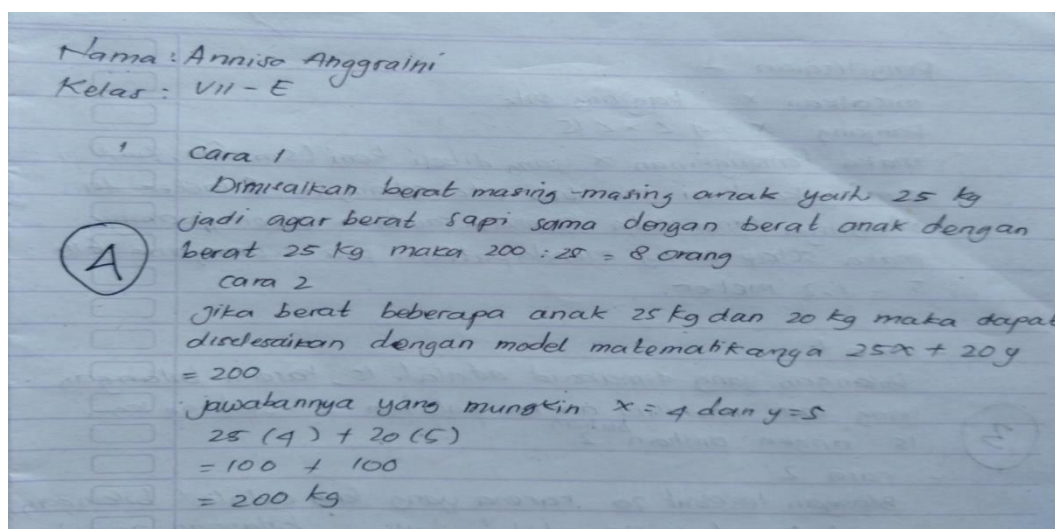 Nama : Anniso Anggraini
Kelas : VII - E
1 Cara 1
Dimisalkan berat masing-masing anak yaitu 25 kg
jadi agar berat sapi sama dengan berat anak dengan
A berat 25 kg maka 200 : 25 = 8 orang
cara 2
Jika berat beberapa anak 25 kg dan 20 kg maka dapat
diselesaikan dengan model matematikanya 25x + 20y
= 200
jawabannya yang mungkin x = 4 dan y = 5
25 (4) + 20 (5)
= 100 + 100
= 200 kg